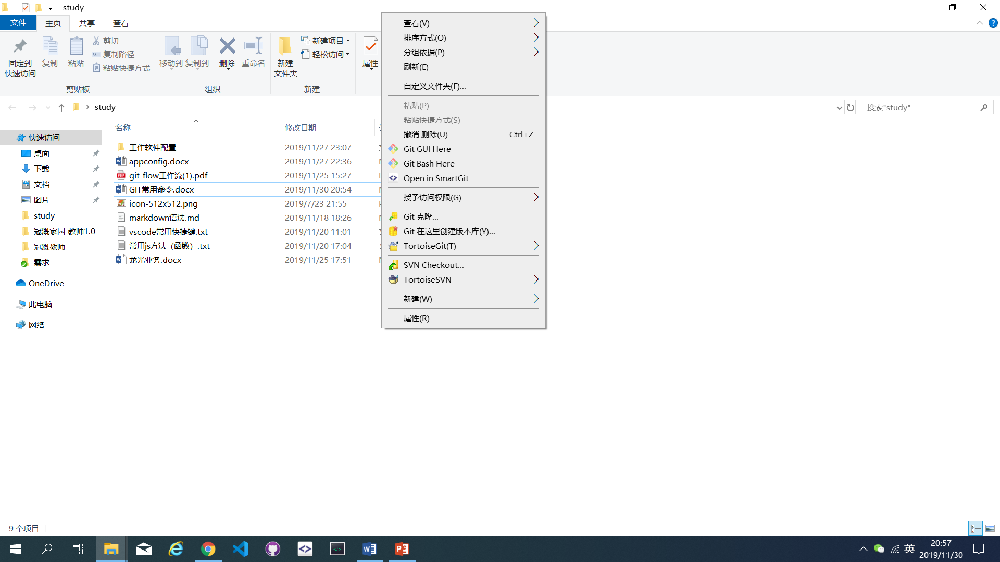 study
文件
主页
共享
查看
固定到
快速访问
复制
粘贴
剪切
复制路径
粘贴快捷方式
剪贴板
移动到
复制到
删除
重命名
组织
新建
文件夹
新建项目
轻松访问
新建
属性
study
搜索"study"
快速访问
桌面
下载
文档
图片
study
冠溉家园-教师1.0
冠溉教师
需求
OneDrive
此电脑
网络
名称
修改日期
工作软件配置
2019/11/27 23:07
appconfig.docx
2019/11/27 22:36
git-flow工作流(1).pdf
2019/11/25 15:27
GIT常用命令.docx
2019/11/30 20:54
icon-512x512.png
2019/7/23 21:55
markdown语法.md
2019/11/18 18:26
vscode常用快捷键.txt
2019/11/20 11:01
常用js方法（函数）.txt
2019/11/20 17:04
龙光业务.docx
2019/11/25 17:51
查看(V)
排序方式(O)
分组依据(P)
刷新(E)
自定义文件夹(F)...
粘贴(P)
粘贴快捷方式(S)
撤消 删除(U) Ctrl+Z
Git GUI Here
Git Bash Here
Open in SmartGit
授予访问权限(G)
Git 克隆...
Git 在这里创建版本库(Y)...
TortoiseGit(T)
SVN Checkout...
TortoiseSVN
新建(W)
属性(R)
9 个项目
英
20:57
2019/11/30